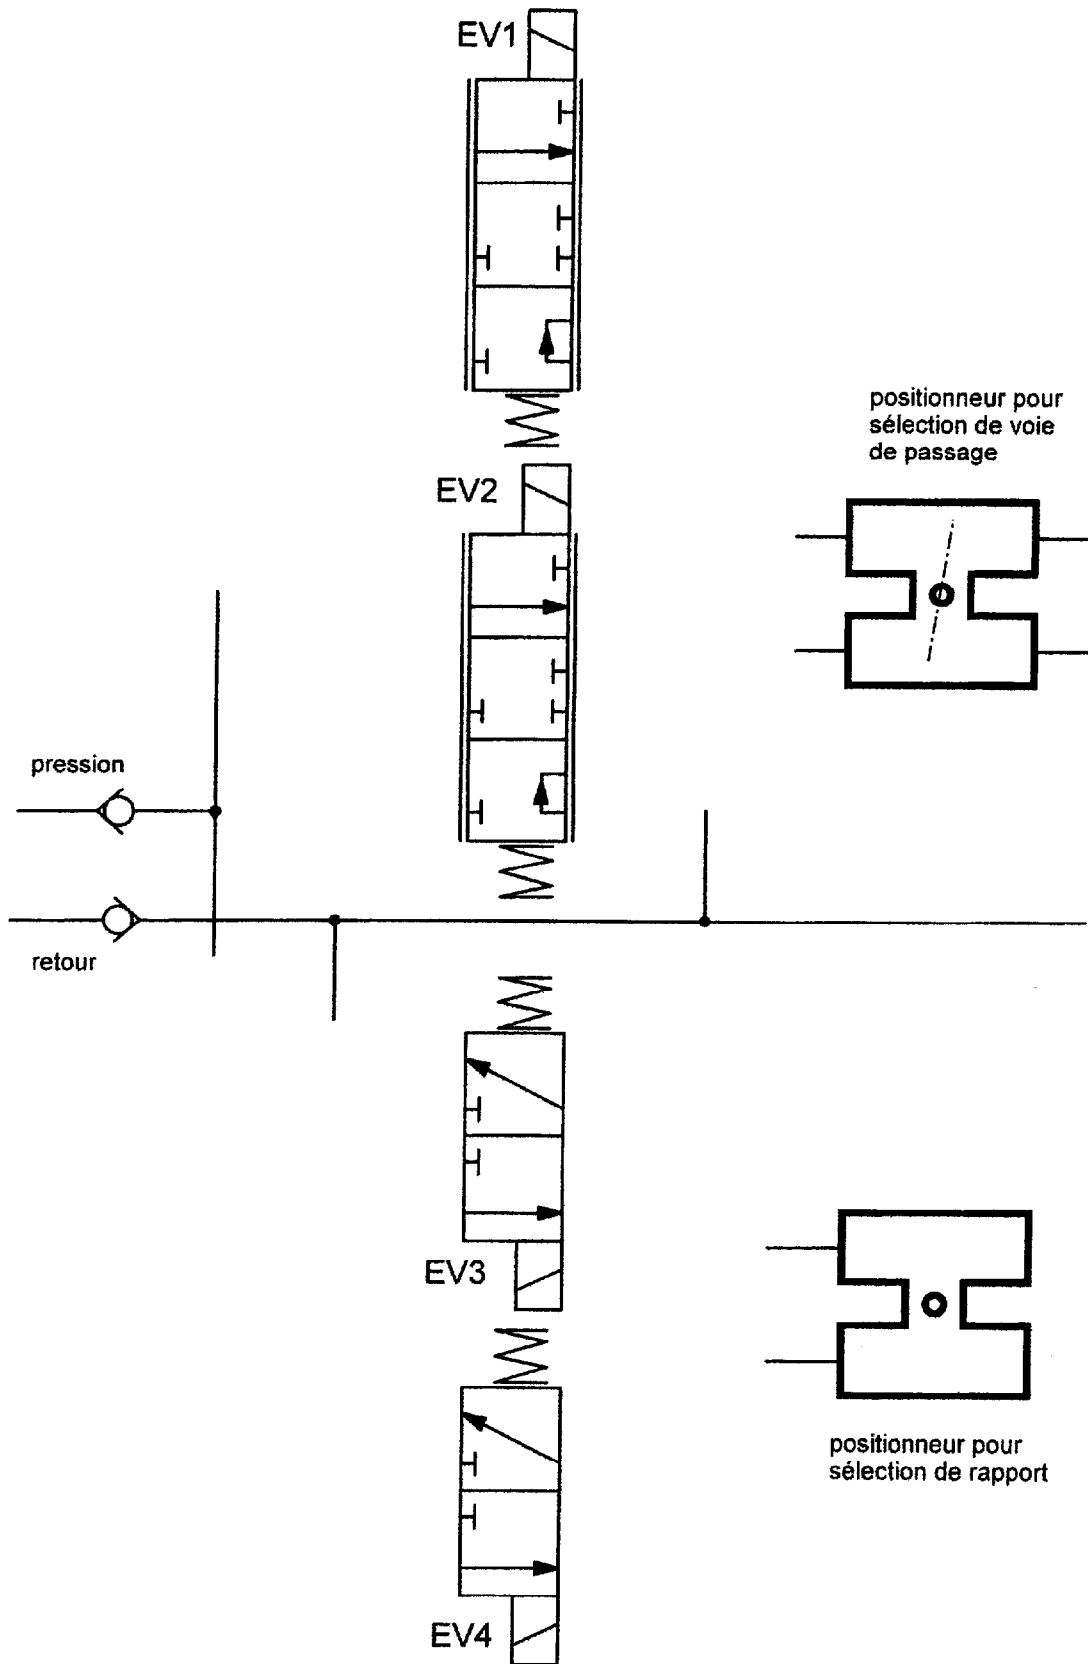 EV1
positionneur pour
sélection de voie
de passage
EV2
pression
retour
EV3
positionneur pour
sélection de rapport
EV4